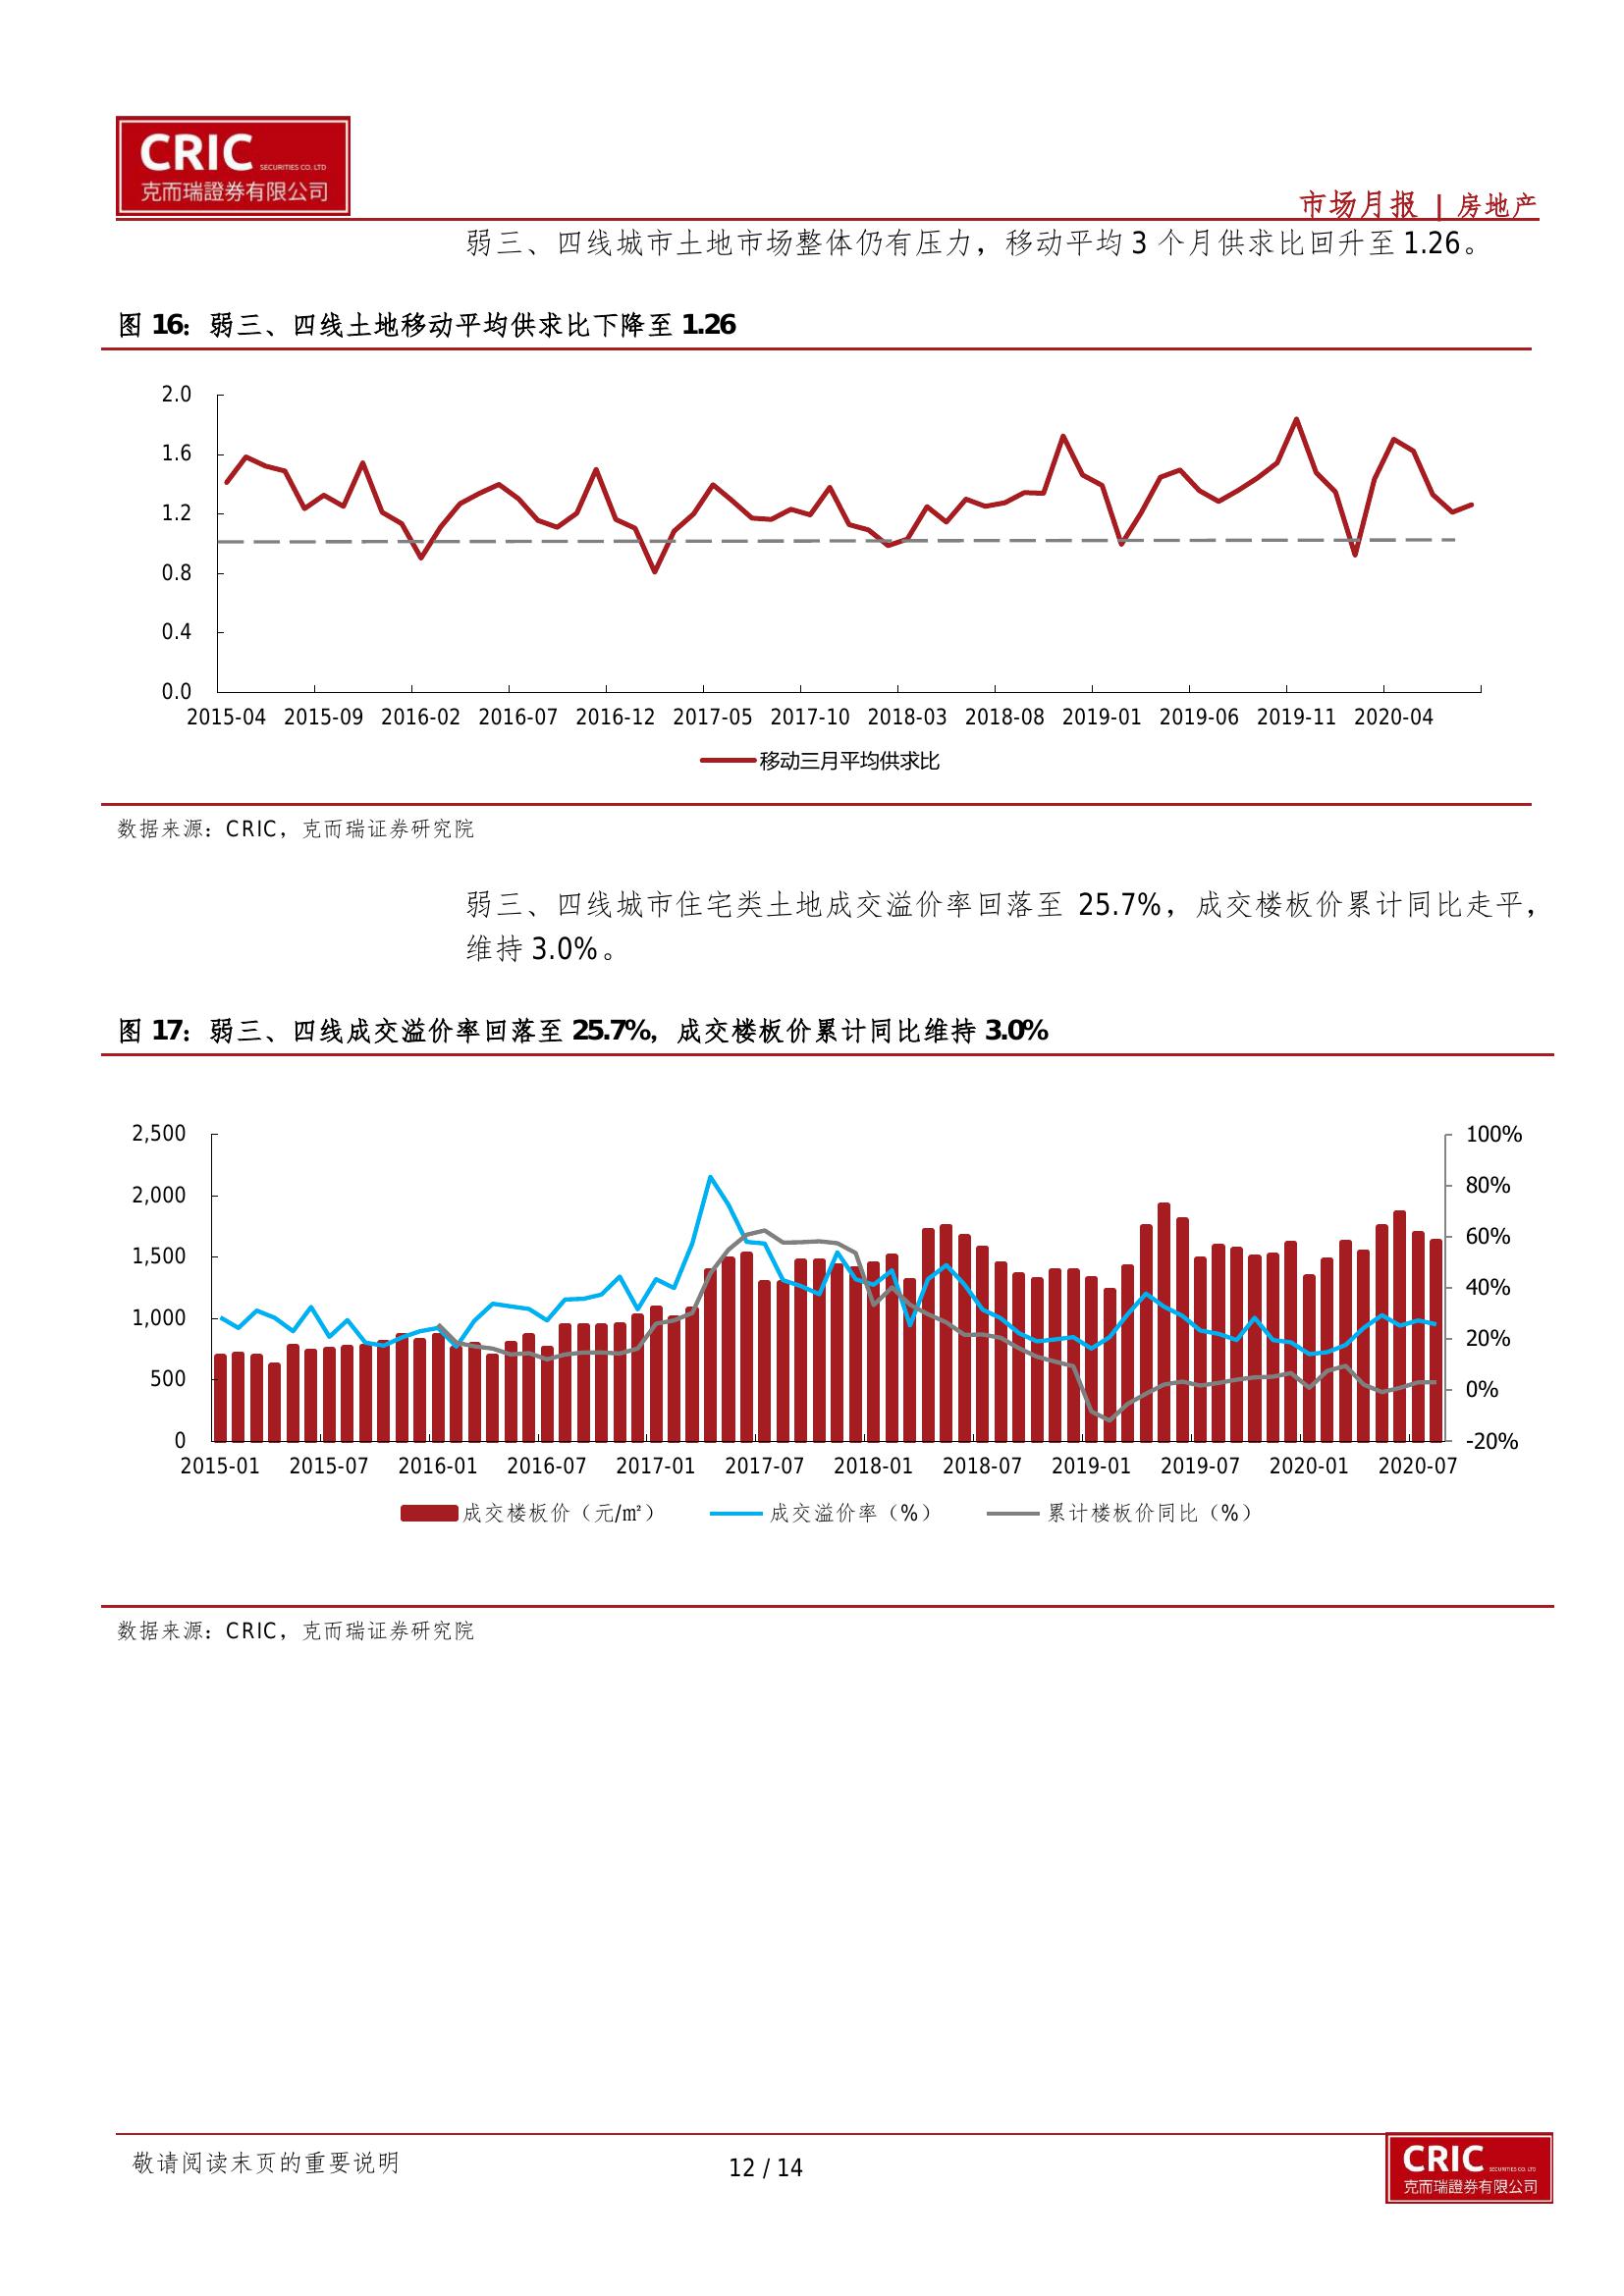 CRIC SECURITIES CO. LTD
克而瑞證券有限公司
市场月报 | 房地产
弱三、四线城市土地市场整体仍有压力，移动平均 3 个月供求比回升至 1.26。
图 16：弱三、四线土地移动平均供求比下降至 1.26
2.0
1.6
1.2
0.8
0.4
0.0
2015-04 2015-09 2016-02 2016-07 2016-12 2017-05 2017-10 2018-03 2018-08 2019-01 2019-06 2019-11 2020-04
移动三月平均供求比
数据来源：CRIC，克而瑞证券研究院
弱三、四线城市住宅类土地成交溢价率回落至 25.7%，成交楼板价累计同比走平，
维持 3.0%。
图 17：弱三、四线成交溢价率回落至 25.7%，成交楼板价累计同比维持 3.0%
2,500 100%
2,000 80%
1,500 60%
1,000 40%
500 20%
0 0%
-20%
2015-01 2015-07 2016-01 2016-07 2017-01 2017-07 2018-01 2018-07 2019-01 2019-07 2020-01 2020-07
成交楼板价（元/㎡） 成交溢价率（%） 累计楼板价同比（%）
数据来源：CRIC，克而瑞证券研究院
敬请阅读末页的重要说明 12 / 14
CRIC SECURITIES CO. LTD
克而瑞證券有限公司